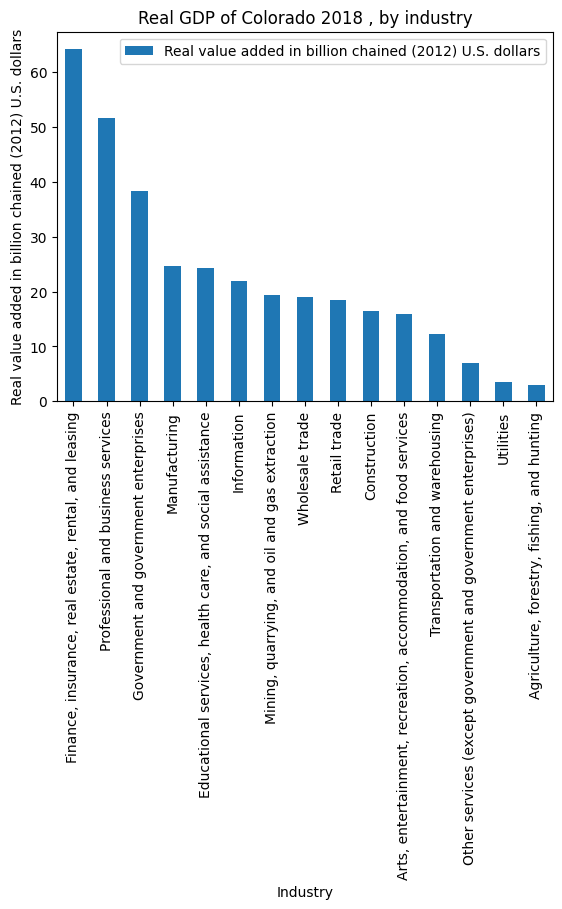 Real GDP of Colorado 2018 , by industry
Real value added in billion chained (2012) U.S. dollars
Real value added in billion chained (2012) U.S. dollars
60
50
40
30
20
10
0
Finance, insurance, real estate, rental, and leasing
Professional and business services
Government and government enterprises
Manufacturing
Educational services, health care, and social assistance
Information
Mining, quarrying, and oil and gas extraction
Wholesale trade
Retail trade
Construction
Arts, entertainment, recreation, accommodation, and food services
Transportation and warehousing
Other services (except government and government enterprises)
Utilities
Agriculture, forestry, fishing, and hunting
Industry